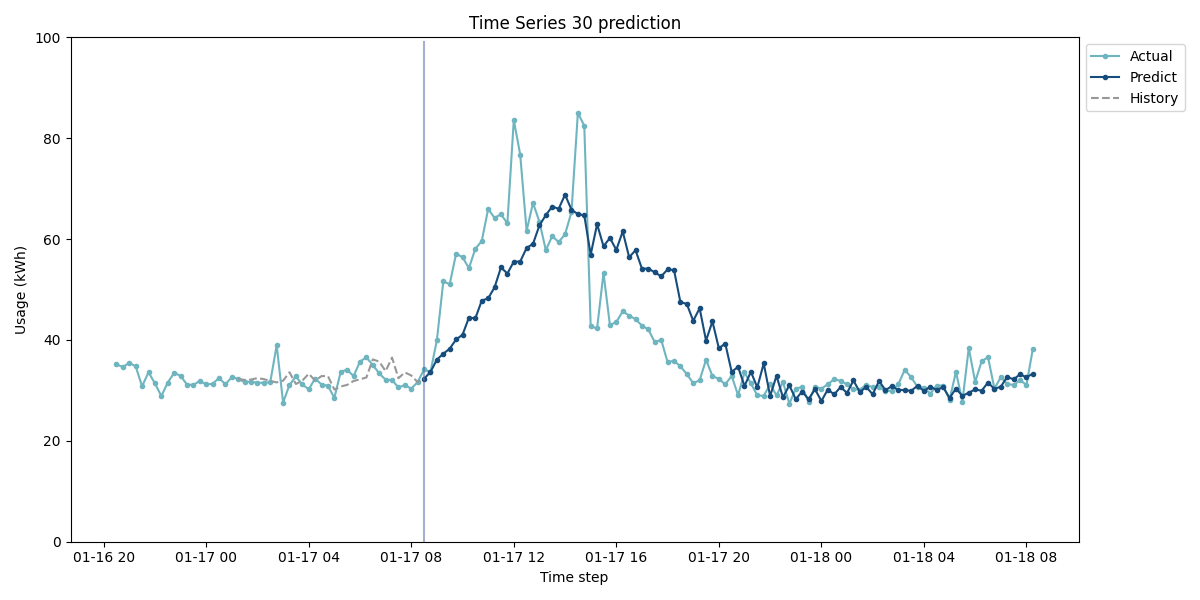 Time Series 30 prediction
100
80
60
40
20
0
Usage (kWh)
01-16 20
01-17 00
01-17 04
01-17 08
01-17 12
01-17 16
01-17 20
01-18 00
01-18 04
01-18 08
Time step
Actual
Predict
History